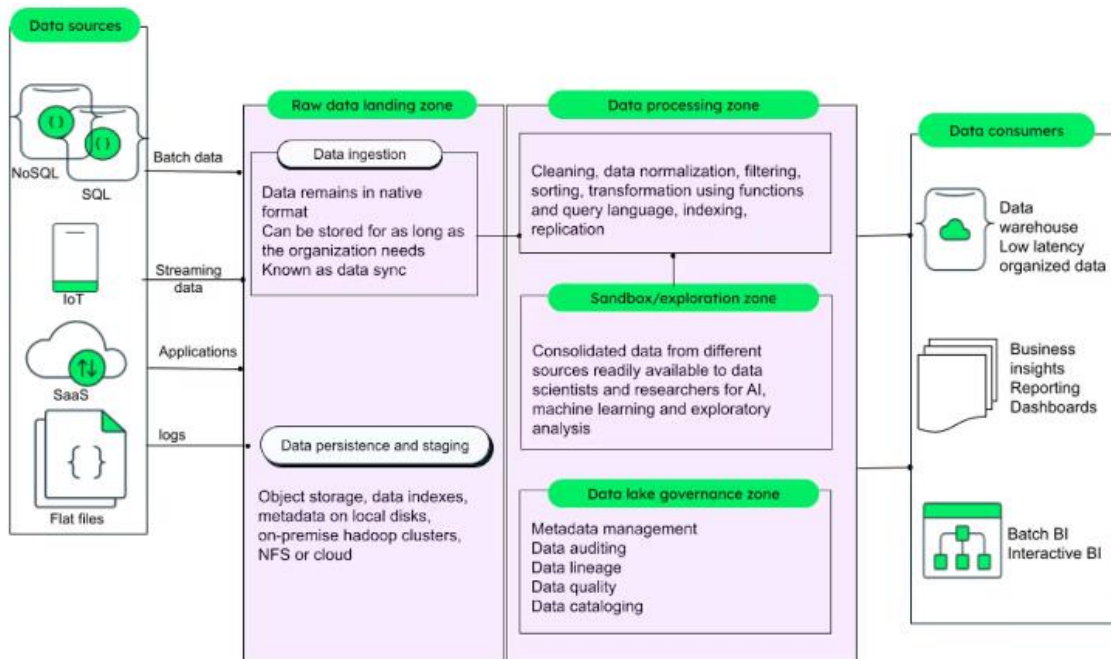 Data sources
NoSQL
SQL
IoT
SaaS
Flat files
Batch data
Streaming
data
Applications
logs
Raw data landing zone
Data ingestion
Data remains in native
format
Can be stored for as long as
the organization needs
Known as data sync
Data persistence and staging
Object storage, data indexes,
metadata on local disks,
on-premise hadoop clusters,
NFS or cloud
Data processing zone
Cleaning, data normalization, filtering,
sorting, transformation using functions
and query language, indexing,
replication
Sandbox/exploration zone
Consolidated data from different
sources readily available to data
scientists and researchers for AI,
machine learning and exploratory
analysis
Data lake governance zone
Metadata management
Data auditing
Data lineage
Data quality
Data cataloging
Data consumers
Data
warehouse
Low latency
organized data
Business
insights
Reporting
Dashboards
Batch BI
Interactive BI